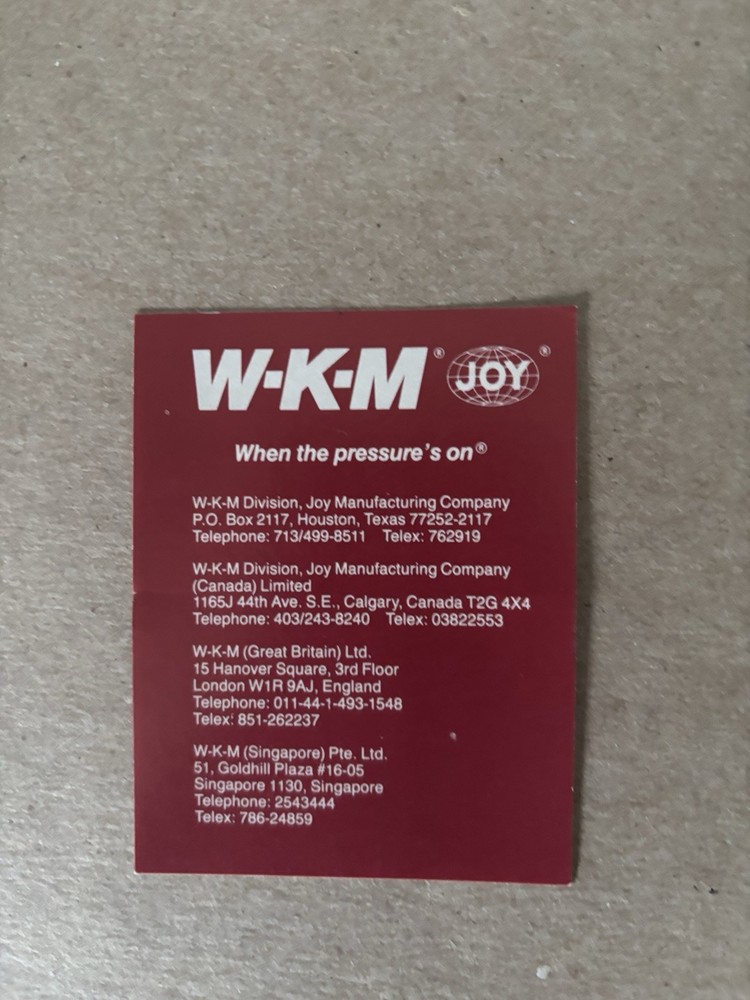 W-K-M® JOY®
When the pressure's on®
W-K-M Division, Joy Manufacturing Company
P.O. Box 2117, Houston, Texas 77252-2117
Telephone: 713/499-8511 Telex: 762919
W-K-M Division, Joy Manufacturing Company
(Canada) Limited
1165J 44th Ave. S.E., Calgary, Canada T2G 4X4
Telephone: 403/243-8240 Telex: 03822553
W-K-M (Great Britain) Ltd.
15 Hanover Square, 3rd Floor
London W1R 9AJ, England
Telephone: 011-44-1-493-1548
Telex: 851-262237
W-K-M (Singapore) Pte. Ltd.
51, Goldhill Plaza #16-05
Singapore 1130, Singapore
Telephone: 2543444
Telex: 786-24859